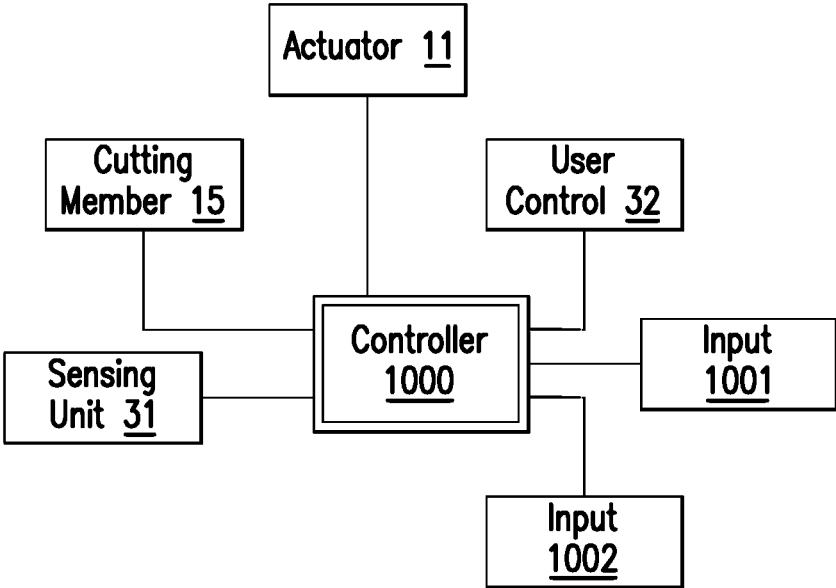 Actuator 11
Cutting
Member 15
User
Control 32
Controller
1000
Input
1001
Sensing
Unit 31
Input
1002